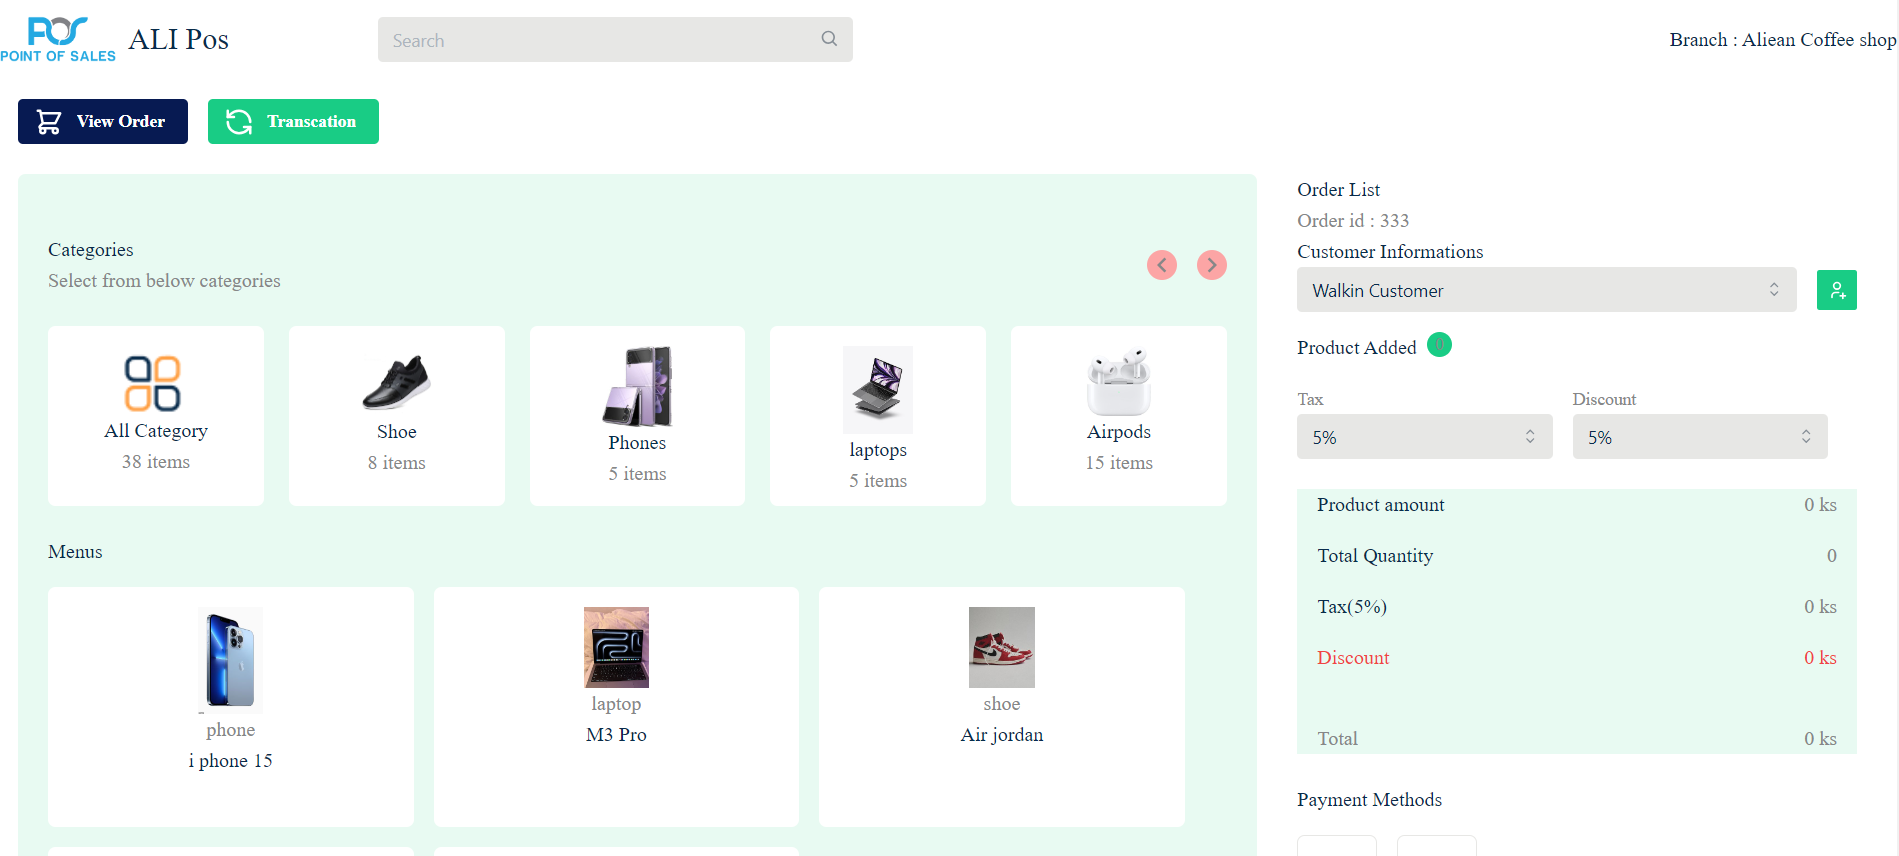 POS
POINT OF SALES
ALI Pos
Search
Branch : Aliean Coffee shop
View Order
Transcation
Categories
Select from below categories
All Category
38 items
Shoe
8 items
Phones
5 items
laptops
5 items
Airpods
15 items
Menus
phone
i phone 15
laptop
M3 Pro
shoe
Air jordan
Order List
Order id : 333
Customer Informations
Walkin Customer
Product Added 0
Tax
Discount
5%
5%
Product amount 0 ks
Total Quantity 0
Tax(5%) 0 ks
Discount 0 ks
Total 0 ks
Payment Methods